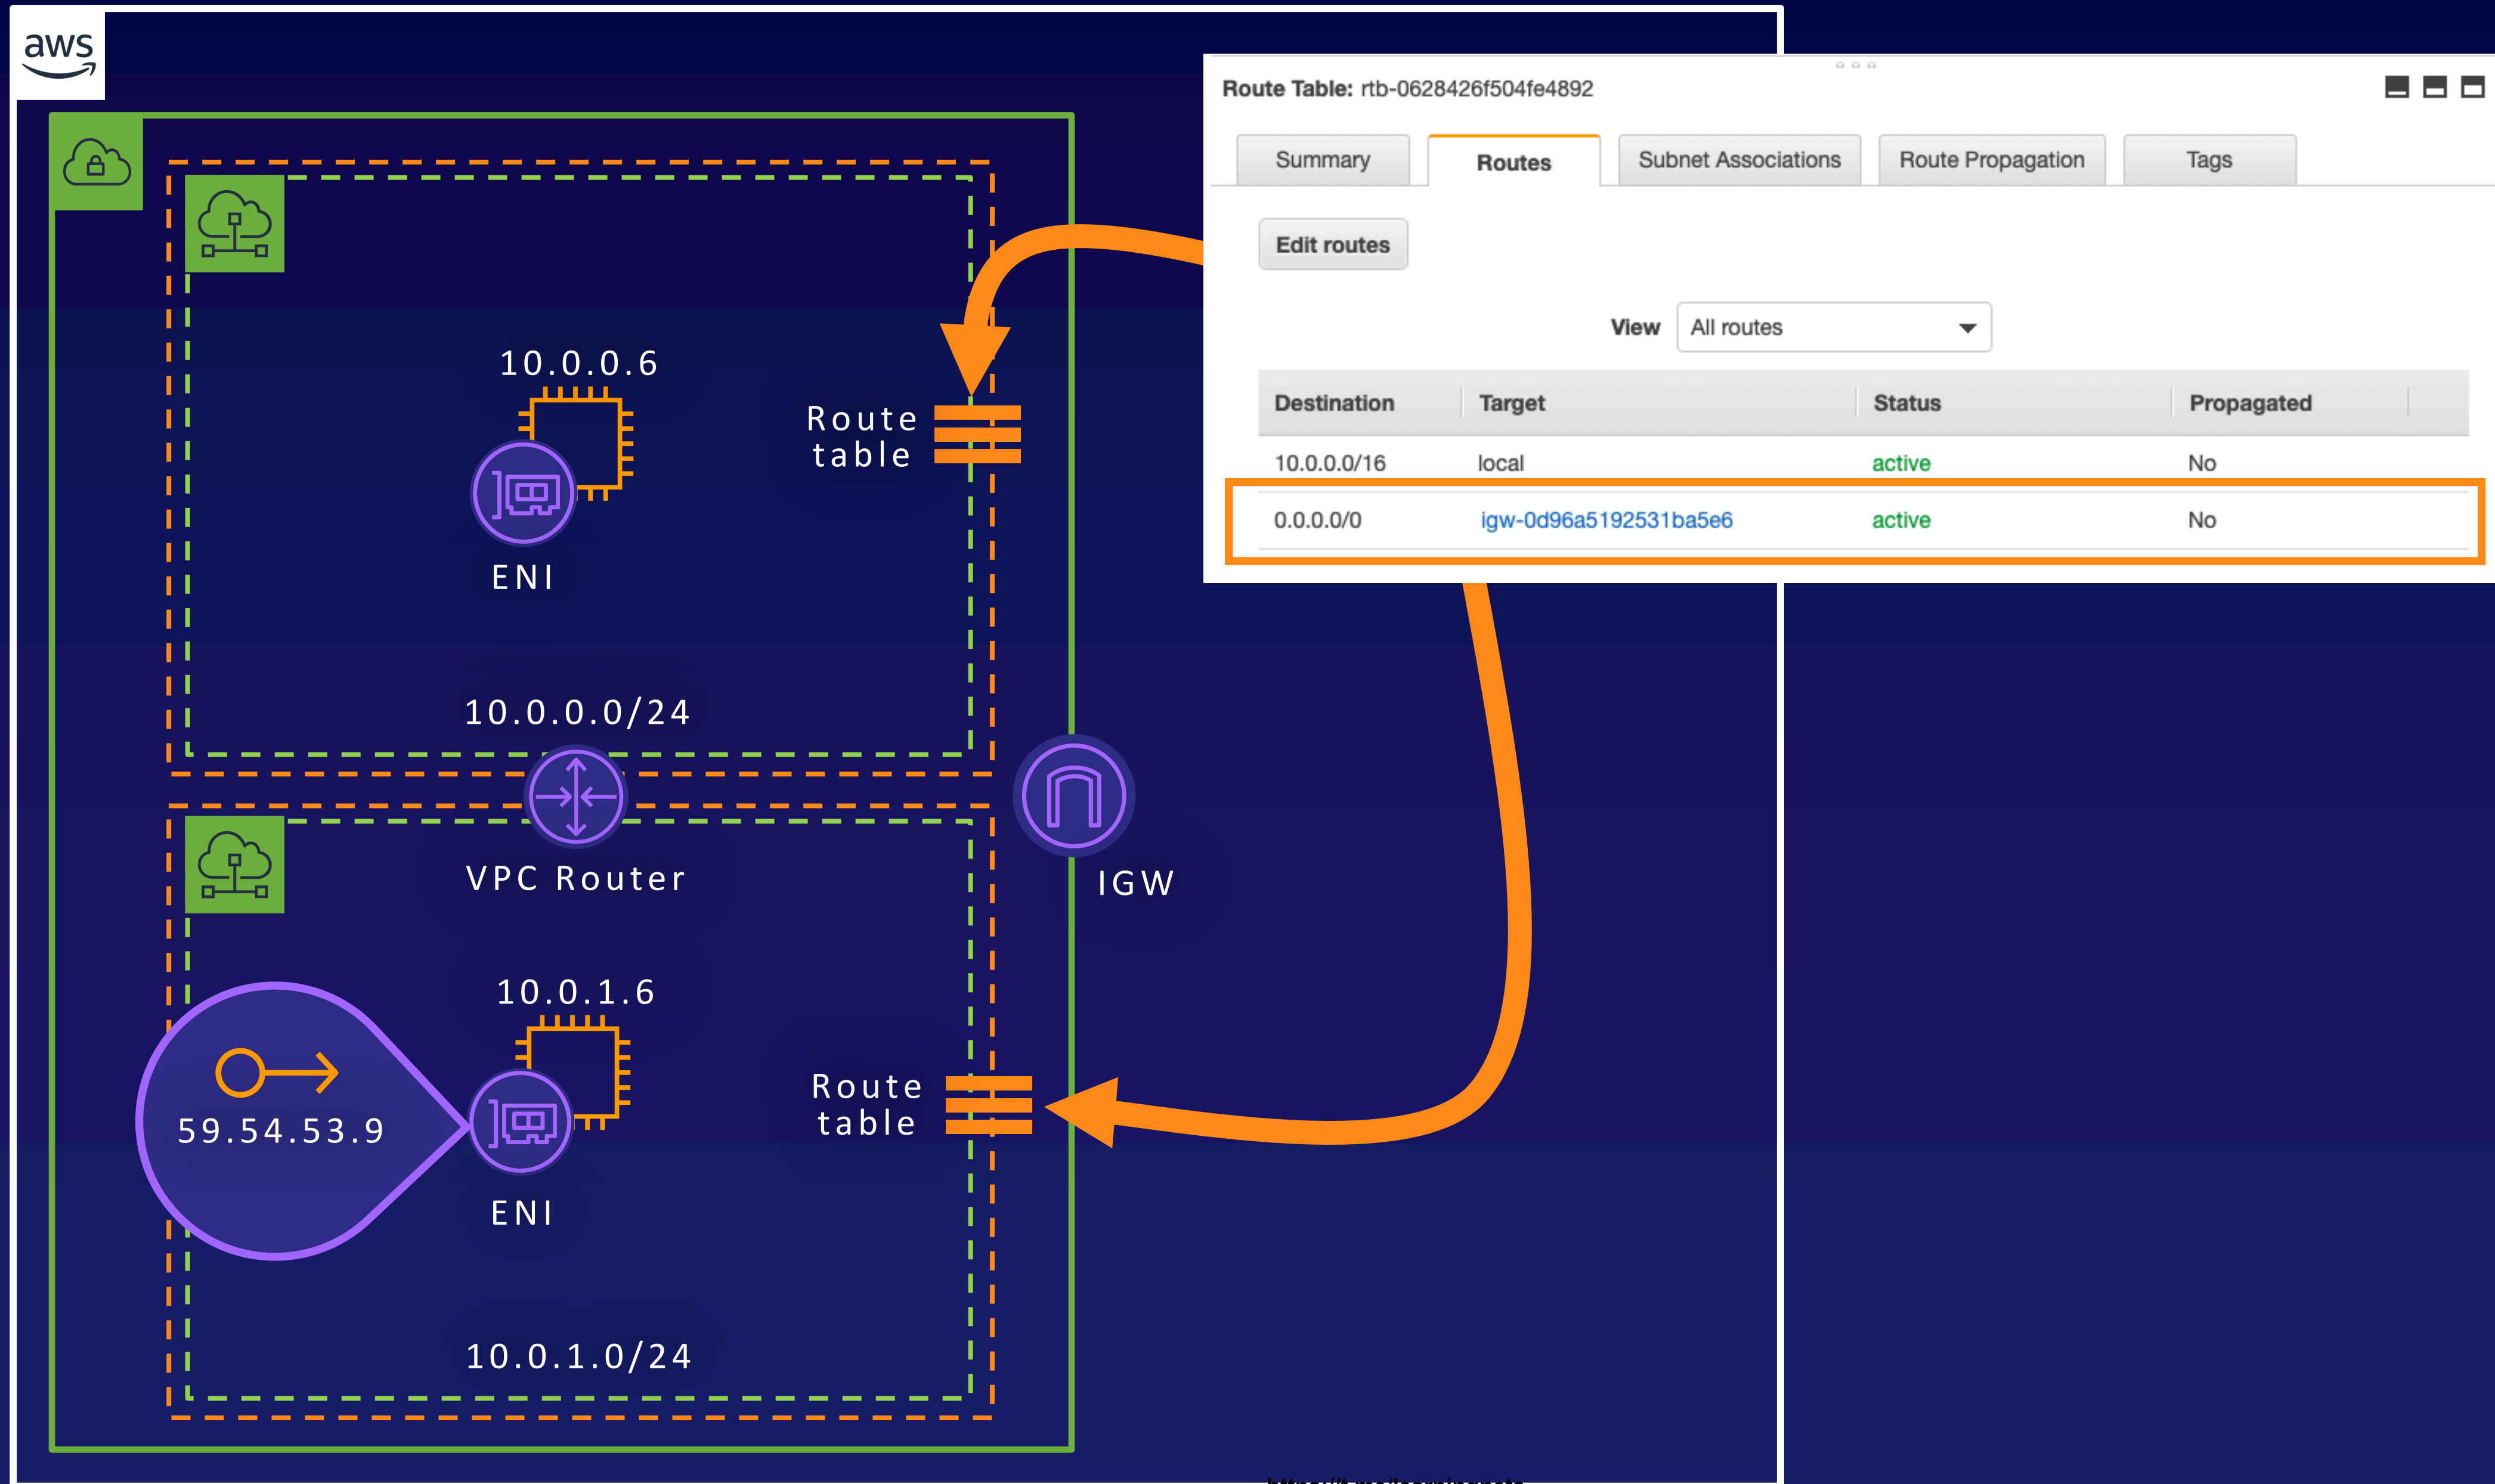 aws
Route Table: rtb-0628426f504fe4892
Summary
Routes
Subnet Associations
Route Propagation
Tags
Edit routes
View
All routes
Destination Target Status Propagated
10.0.0.0/16 local active No
0.0.0.0/0 igw-0d96a5192531ba5e6 active No
10.0.0.6
Route
table
ENI
10.0.0.0/24
VPC Router
IGW
10.0.1.6
59.54.53.9
Route
table
ENI
10.0.1.0/24